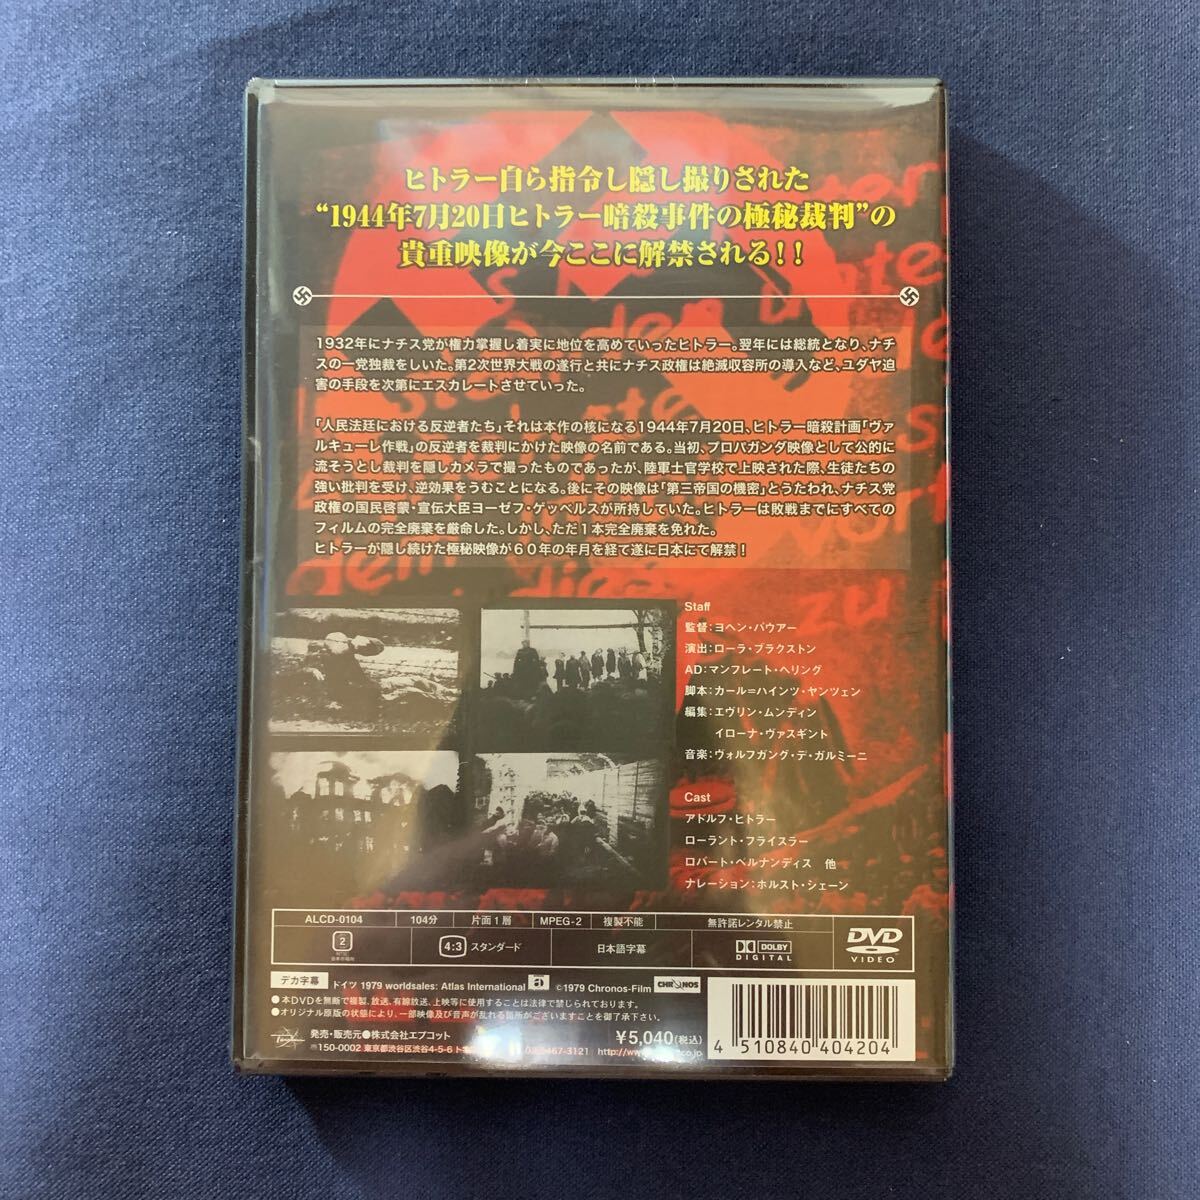 ヒトラー自ら指令し隠し撮りされた
“1944年7月20日ヒトラー暗殺事件の極秘裁判”の
貴重映像が今ここに解禁される！！
1932年にナチス党が権力掌握し着実に地位を高めていったヒトラー。翌年には総統となり、ナチ
スの一党独裁をしいた。第2次世界大戦の遂行と共にナチス政権は絶滅収容所の導入など、ユダヤ迫
害の手段を次第にエスカレートさせていった。
「人民法廷における反逆者たち」それは本作の核になる1944年7月20日、ヒトラー暗殺計画「ヴァ
ルキューレ作戦」の反逆者を裁判にかけた映像の名前である。当初、プロパガンダ映像として公的に
流そうとし裁判を隠しカメラで撮ったものであったが、陸軍士官学校で上映された際、生徒たちの
強い批判を受け、逆効果をうむことになる。後にその映像は「第三帝国の機密」とうたわれ、ナチス党
政権の国民啓蒙・宣伝大臣ヨーゼフ・ゲッベルスが所持していた。ヒトラーは敗戦までにすべての
フィルムの完全廃棄を厳命した。しかし、ただ1本完全廃棄を免れた。
ヒトラーが隠し続けた極秘映像が60年の年月を経て遂に日本にて解禁！
Staff
監督：ヨヘン・バウアー
演出：ローラ・ブラクストン
AD：マンフレート・ヘリング
脚本：カール＝ハインツ・ヤンツェン
編集：エヴリン・ムンディン
イローナ・ヴァスギント
音楽：ヴォルフガング・デ・ガルミーニ
Cast
アドルフ・ヒトラー
ローラント・フライスラー
ロバート・ベルナンディス 他
ナレーション：ホルスト・シェーン
ALCD-0104 104分 片面1層 MPEG-2 複製不能 無許諾レンタル禁止
2 NTSC 日本市場向 4:3 スタンダード 日本語字幕 DOLBY DIGITAL DVD VIDEO
デカ字幕 ドイツ 1979 worldsales: Atlas International a ©1979 Chronos-Film CHRONOS
●本DVDを無断で複製、放送、有線放送、上映等に使用することは法律で禁じられております。
●オリジナル原版の状態により、一部映像及び音声が乱れる箇所がございますことを御了承下さい。
発売・販売元●株式会社エプコット ¥5,040(税込)
〒150-0002 東京都渋谷区渋谷4-5-6 467-3121 http://www. co.jp
4 510840 404204